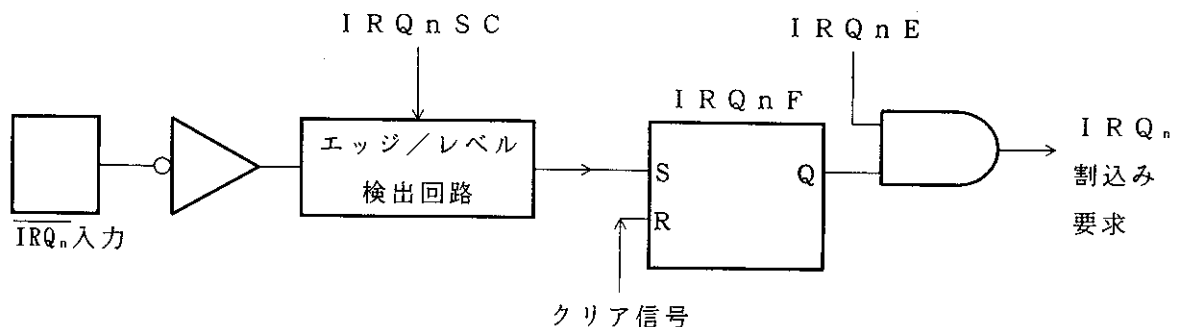 IRQnSC
IRQnE
IRQnF
エッジ/レベル
検出回路
S
Q
R
IRQn
割込み
要求
IRQn入力
クリア信号